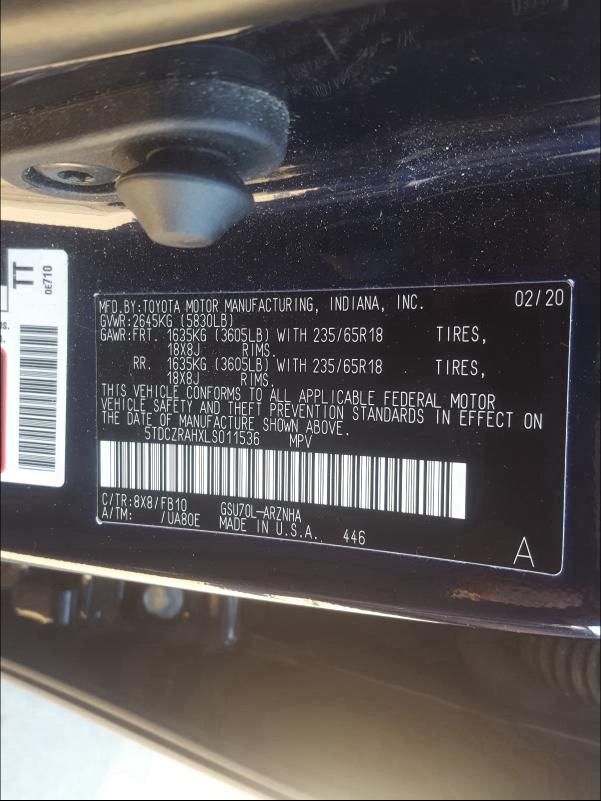 TT
0E710
MFD.BY:TOYOTA MOTOR MANUFACTURING, INDIANA, INC. 02/20
GVWR:2645KG (5830LB)
GAWR:FRT. 1635KG (3605LB) WITH 235/65R18 TIRES,
18X8J RIMS.
RR. 1635KG (3605LB) WITH 235/65R18 TIRES,
18X8J RIMS.
THIS VEHICLE CONFORMS TO ALL APPLICABLE FEDERAL MOTOR
VEHICLE SAFETY AND THEFT PREVENTION STANDARDS IN EFFECT ON
THE DATE OF MANUFACTURE SHOWN ABOVE.
5TDCZRAHXLS011536 MPV
C/TR:8X8/FB10 GSU70L-ARZNHA
A/TM: /UA80E MADE IN U.S.A. 446
A